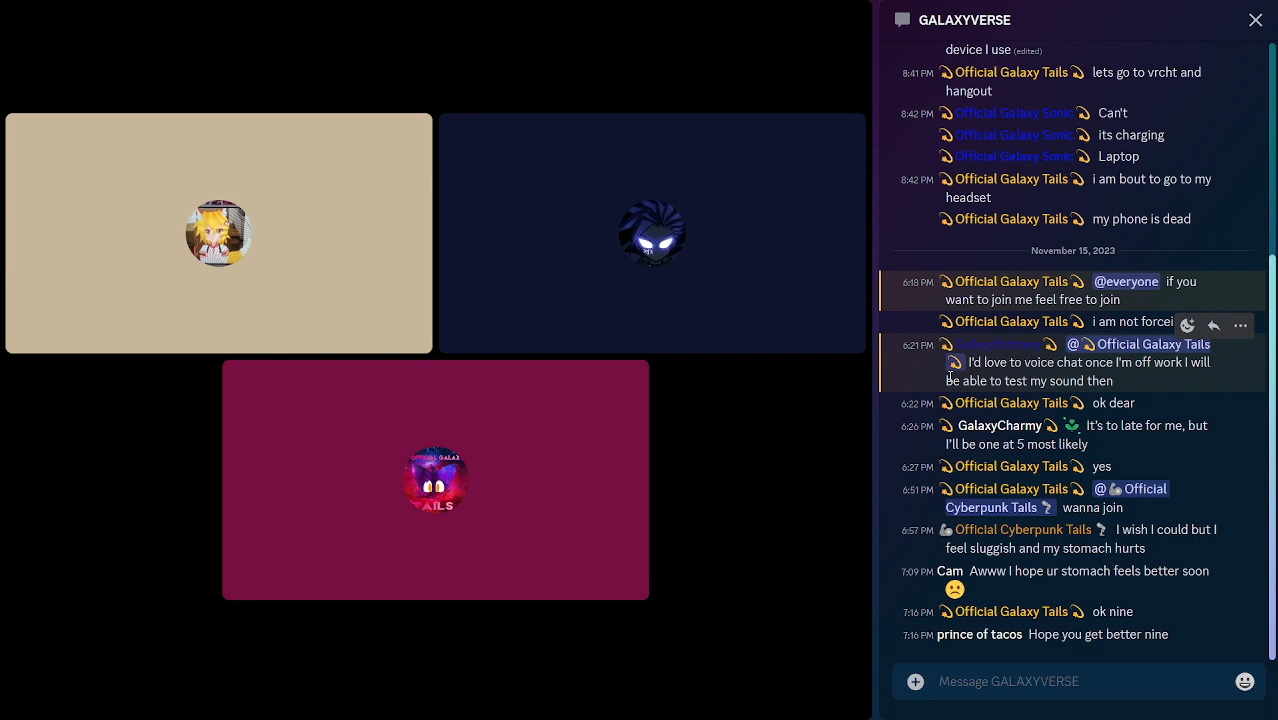 GALAXYVERSE
device I use (edited)
8:41 PM Official Galaxy Tails lets go to vrcht and
hangout
8:42 PM Official Galaxy Sonic Can't
Official Galaxy Sonic its charging
Official Galaxy Sonic Laptop
8:42 PM Official Galaxy Tails i am bout to go to my
headset
Official Galaxy Tails my phone is dead
November 15, 2023
6:18 PM Official Galaxy Tails @everyone if you
want to join me feel free to join
Official Galaxy Tails i am not forcei
6:21 PM @ Official Galaxy Tails
I'd love to voice chat once I'm off work I will
be able to test my sound then
6:22 PM Official Galaxy Tails ok dear
6:26 PM GalaxyCharmy It's to late for me, but
I'll be one at 5 most likely
6:27 PM Official Galaxy Tails yes
6:51 PM Official Galaxy Tails @ Official
Cyberpunk Tails wanna join
6:57 PM Official Cyberpunk Tails I wish I could but I
feel sluggish and my stomach hurts
7:09 PM Cam Awww I hope ur stomach feels better soon
7:16 PM Official Galaxy Tails ok nine
7:16 PM prince of tacos Hope you get better nine
Message GALAXYVERSE
OFFICIAL GALAX
TAILS